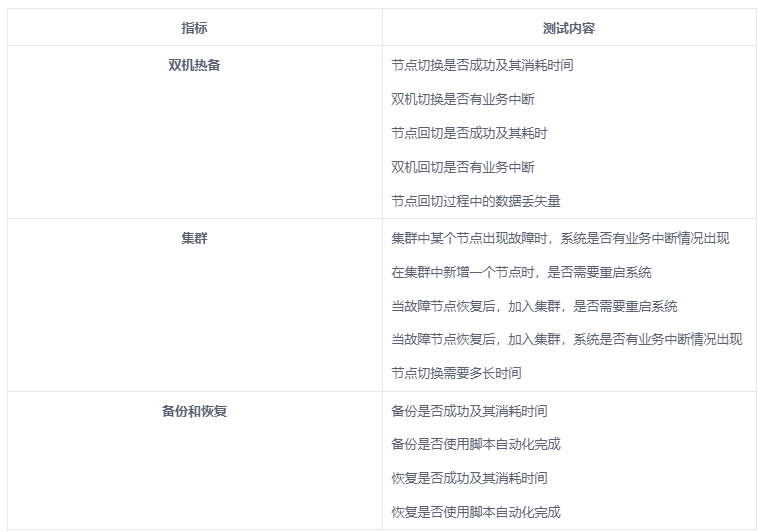 指标 测试内容
双机热备 节点切换是否成功及其消耗时间
双机切换是否有业务中断
节点回切是否成功及其耗时
双机回切是否有业务中断
节点回切过程中的数据丢失量
集群 集群中某个节点出现故障时，系统是否有业务中断情况出现
在集群中新增一个节点时，是否需要重启系统
当故障节点恢复后，加入集群，是否需要重启系统
当故障节点恢复后，加入集群，系统是否有业务中断情况出现
节点切换需要多长时间
备份和恢复 备份是否成功及其消耗时间
备份是否使用脚本自动化完成
恢复是否成功及其消耗时间
恢复是否使用脚本自动化完成